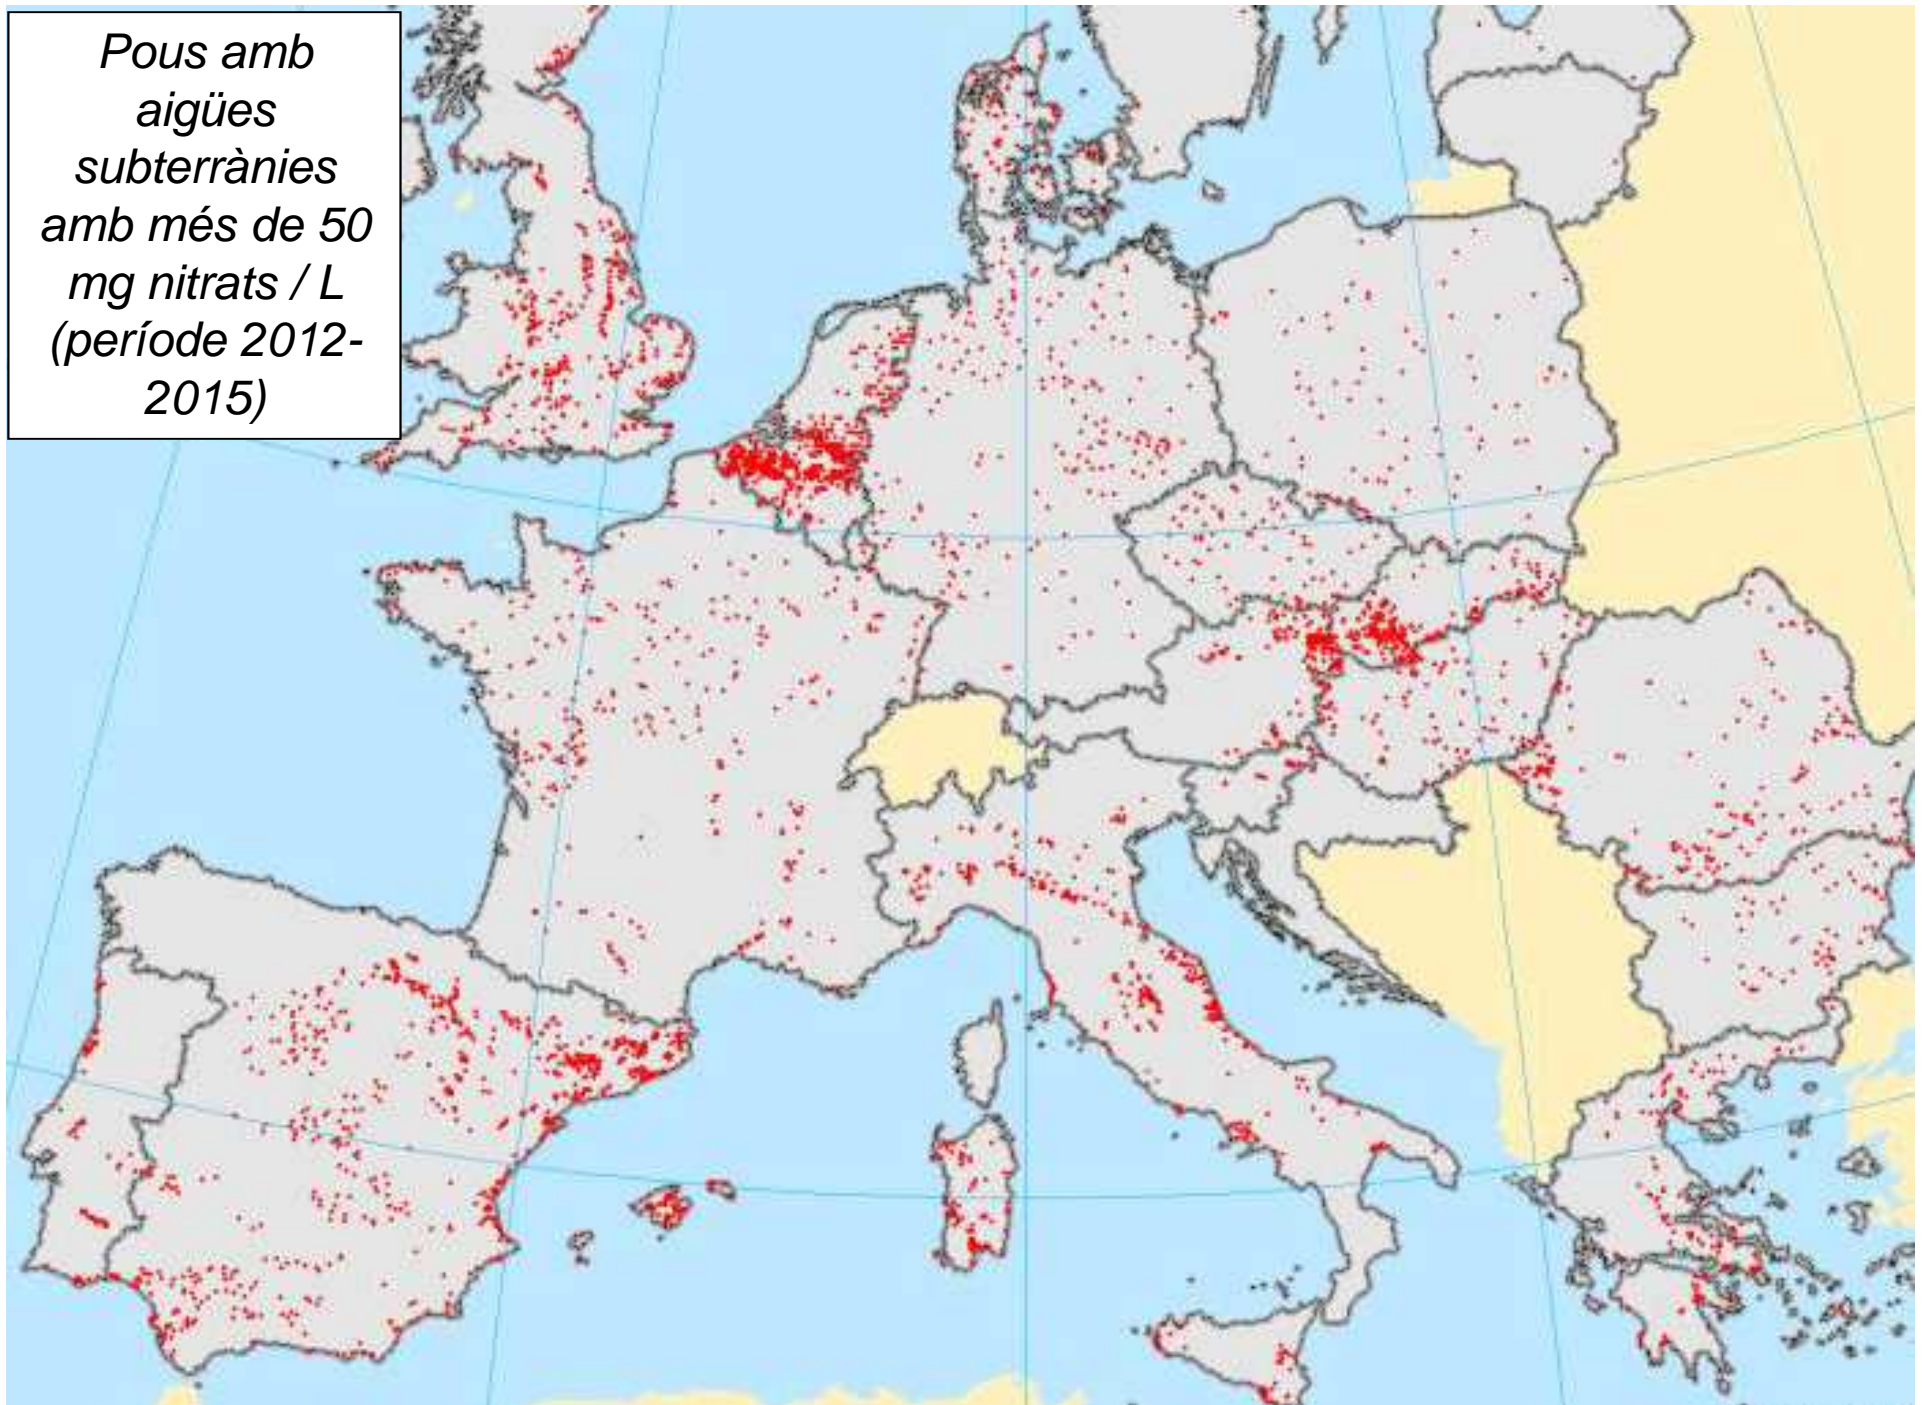 Pous amb
aigües
subterrànies
amb més de 50
mg nitrats / L
(període 2012-
2015)